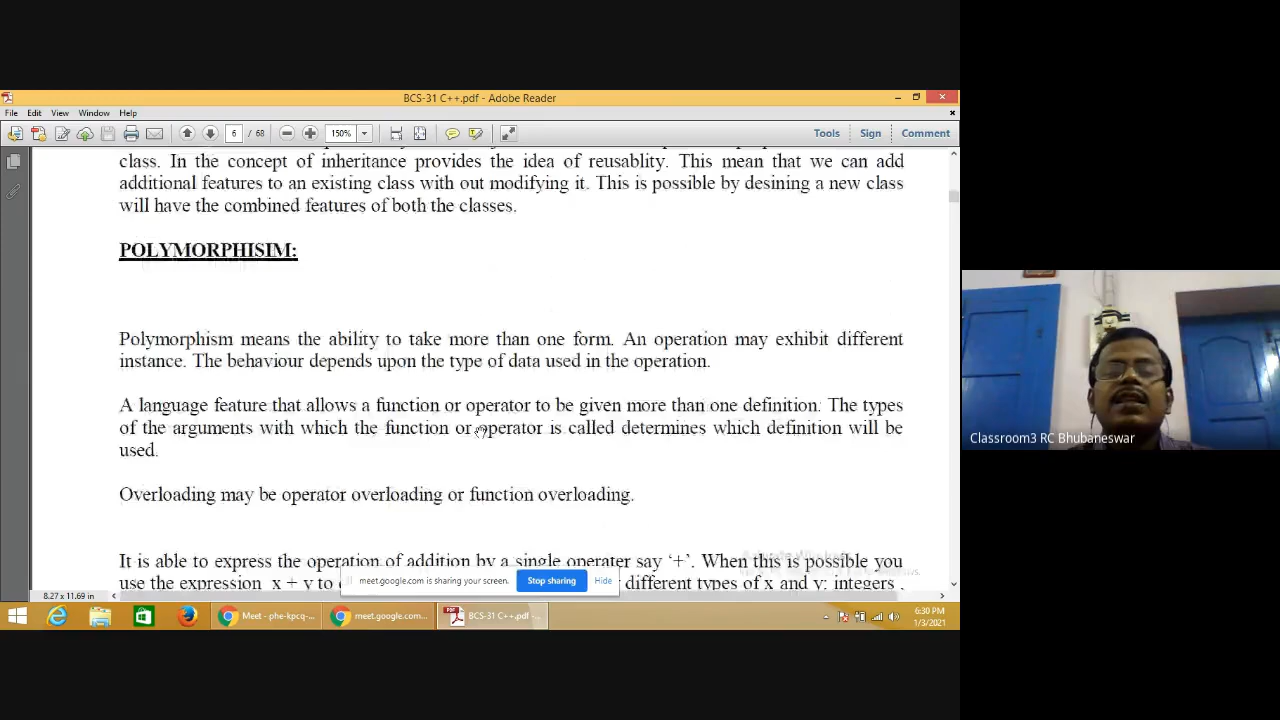 BCS-31 C++.pdf - Adobe Reader
File Edit View Window Help
6 / 68 150% Tools Sign Comment
class. In the concept of inheritance provides the idea of reusablity. This mean that we can add
additional features to an existing class with out modifying it. This is possible by desining a new class
will have the combined features of both the classes.
POLYMORPHISIM:
Polymorphism means the ability to take more than one form. An operation may exhibit different
instance. The behaviour depends upon the type of data used in the operation.
A language feature that allows a function or operator to be given more than one definition. The types
of the arguments with which the function or operator is called determines which definition will be
used.
Overloading may be operator overloading or function overloading.
It is able to express the operation of addition by a single operater say ‘+’. When this is possible you
use the expression x + y to different types of x and y; integers ,
meet.google.com is sharing your screen. Stop sharing Hide
8.27 x 11.69 in
Meet - phe-kpcq-... meet.google.com... BCS-31 C++.pdf -...
6:30 PM
1/3/2021
Classroom3 RC Bhubaneswar